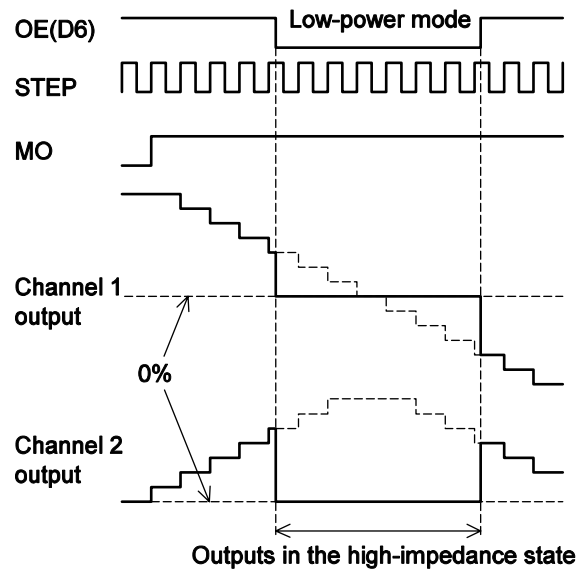 OE(D6)
Low-power mode
STEP
MO
Channel 1
output
0%
Channel 2
output
Outputs in the high-impedance state